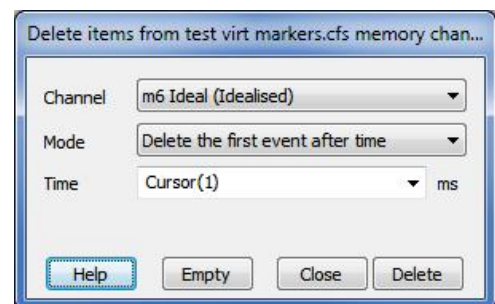 Delete items from test virt markers.cfs memory chan...
Channel m6 Ideal (Idealised)
Mode Delete the first event after time
Time Cursor(1) ms
Help Empty Close Delete